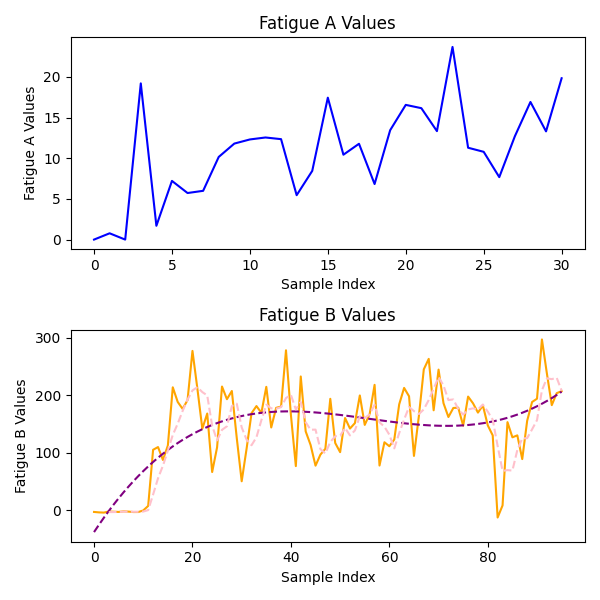 Fatigue A Values
Fatigue A Values
20
15
10
5
0
0 5 10 15 20 25 30
Sample Index
Fatigue B Values
Fatigue B Values
300
200
100
0
0 20 40 60 80
Sample Index